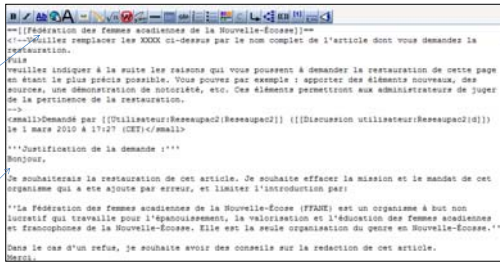 ==[[Fédération des femmes acadiennes de la Nouvelle-Écosse]]==
<!--Veuillez remplacer les XXXX ci-dessus par le nom complet de l'article dont vous demandez la
restauration.
Puis
veuillez indiquer à la suite les raisons qui vous poussent à demander la restauration de cette page
en étant le plus précis possible. Vous pouvez par exemple : apporter des éléments nouveaux, des
sources, une démonstration de notoriété, etc. Ces éléments permettront aux administrateurs de juger
de la pertinence de la restauration.
-->
<small>Demandé par [[Utilisateur:Reseaupac2|Reseaupac2]] ([[Discussion utilisateur:Reseaupac2|d]])
le 1 mars 2010 à 17:27 (CET)</small>
'''Justification de la demande :'''
Bonjour,
Je souhaiterais la restauration de cet article. Je souhaite effacer la mission et le mandat de cet
organisme qui a ete ajoute par erreur, et limiter l'introduction par:
''La Fédération des femmes acadiennes de la Nouvelle-Écose (FFANE) est un organisme à but non
lucratif qui travaille pour l'épanouissement, la valorisation et l'éducation des femmes acadiennes
et francophones de la Nouvelle-Écosse. Elle est la seule organisation du genre en Nouvelle-Écosse.''
Dans le cas d'un refus, je souhaite avoir des conseils sur la redaction de cet article.
Merci.